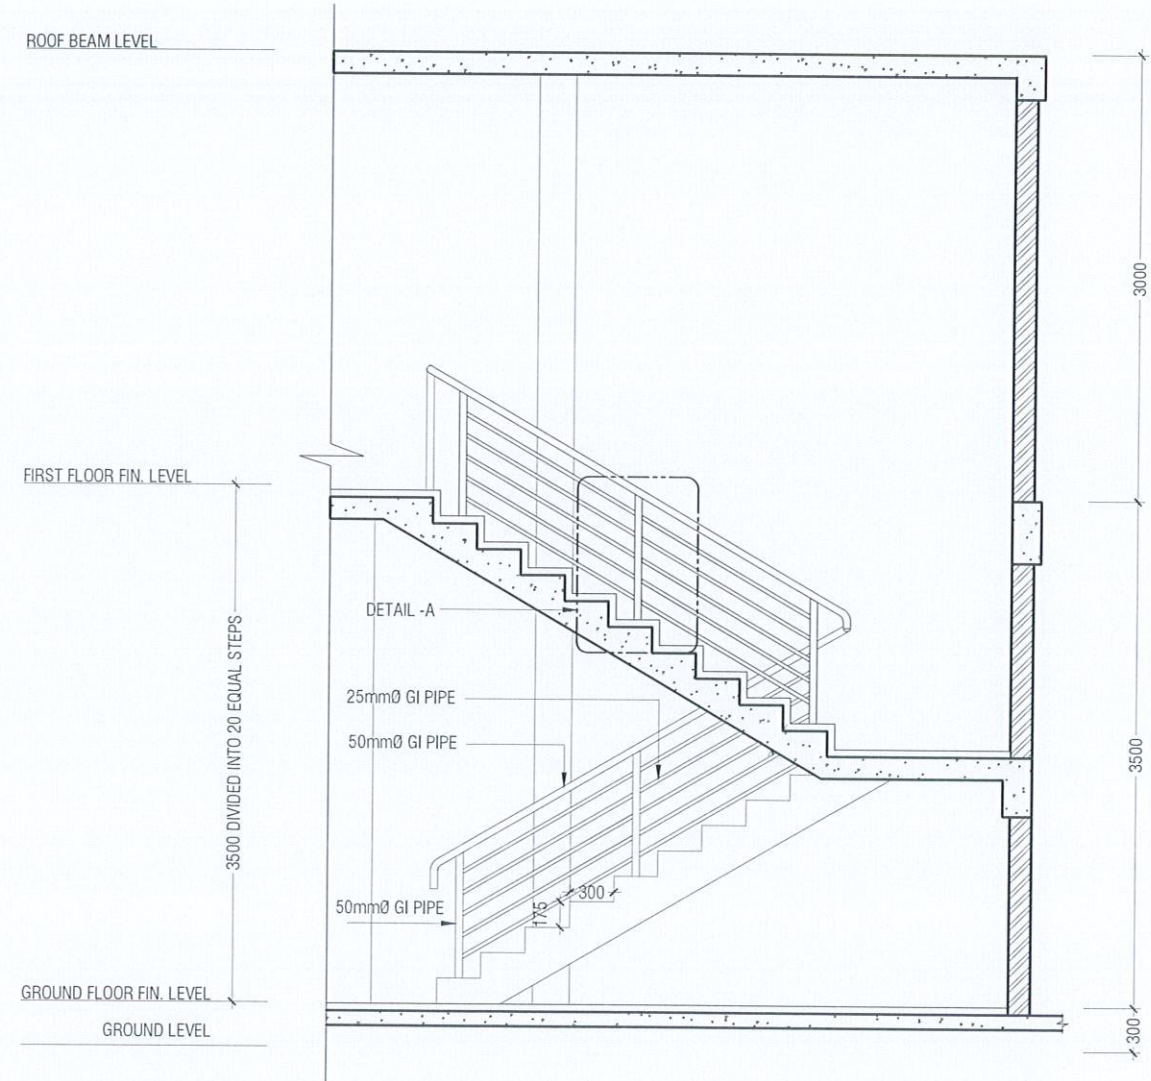 ROOF BEAM LEVEL
3000
FIRST FLOOR FIN. LEVEL
DETAIL -A
3500 DIVIDED INTO 20 EQUAL STEPS
25mmØ GI PIPE
50mmØ GI PIPE
3500
300
175
50mmØ GI PIPE
GROUND FLOOR FIN. LEVEL
GROUND LEVEL
300